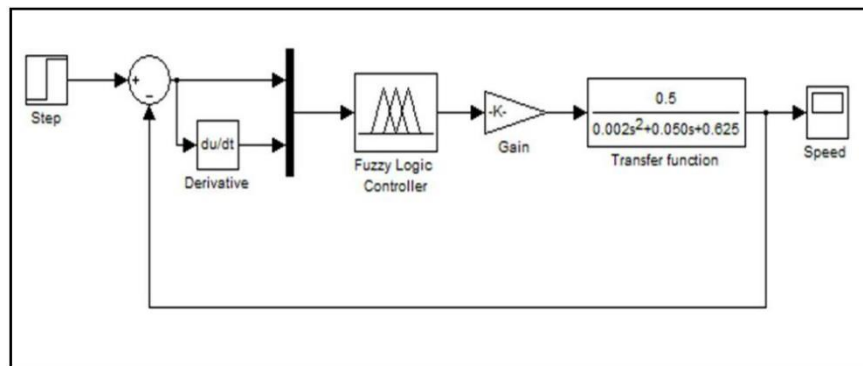 Step
+
−
du/dt
Derivative
Fuzzy Logic
Controller
-K-
Gain
0.5
0.002s²+0.050s+0.625
Transfer function
Speed